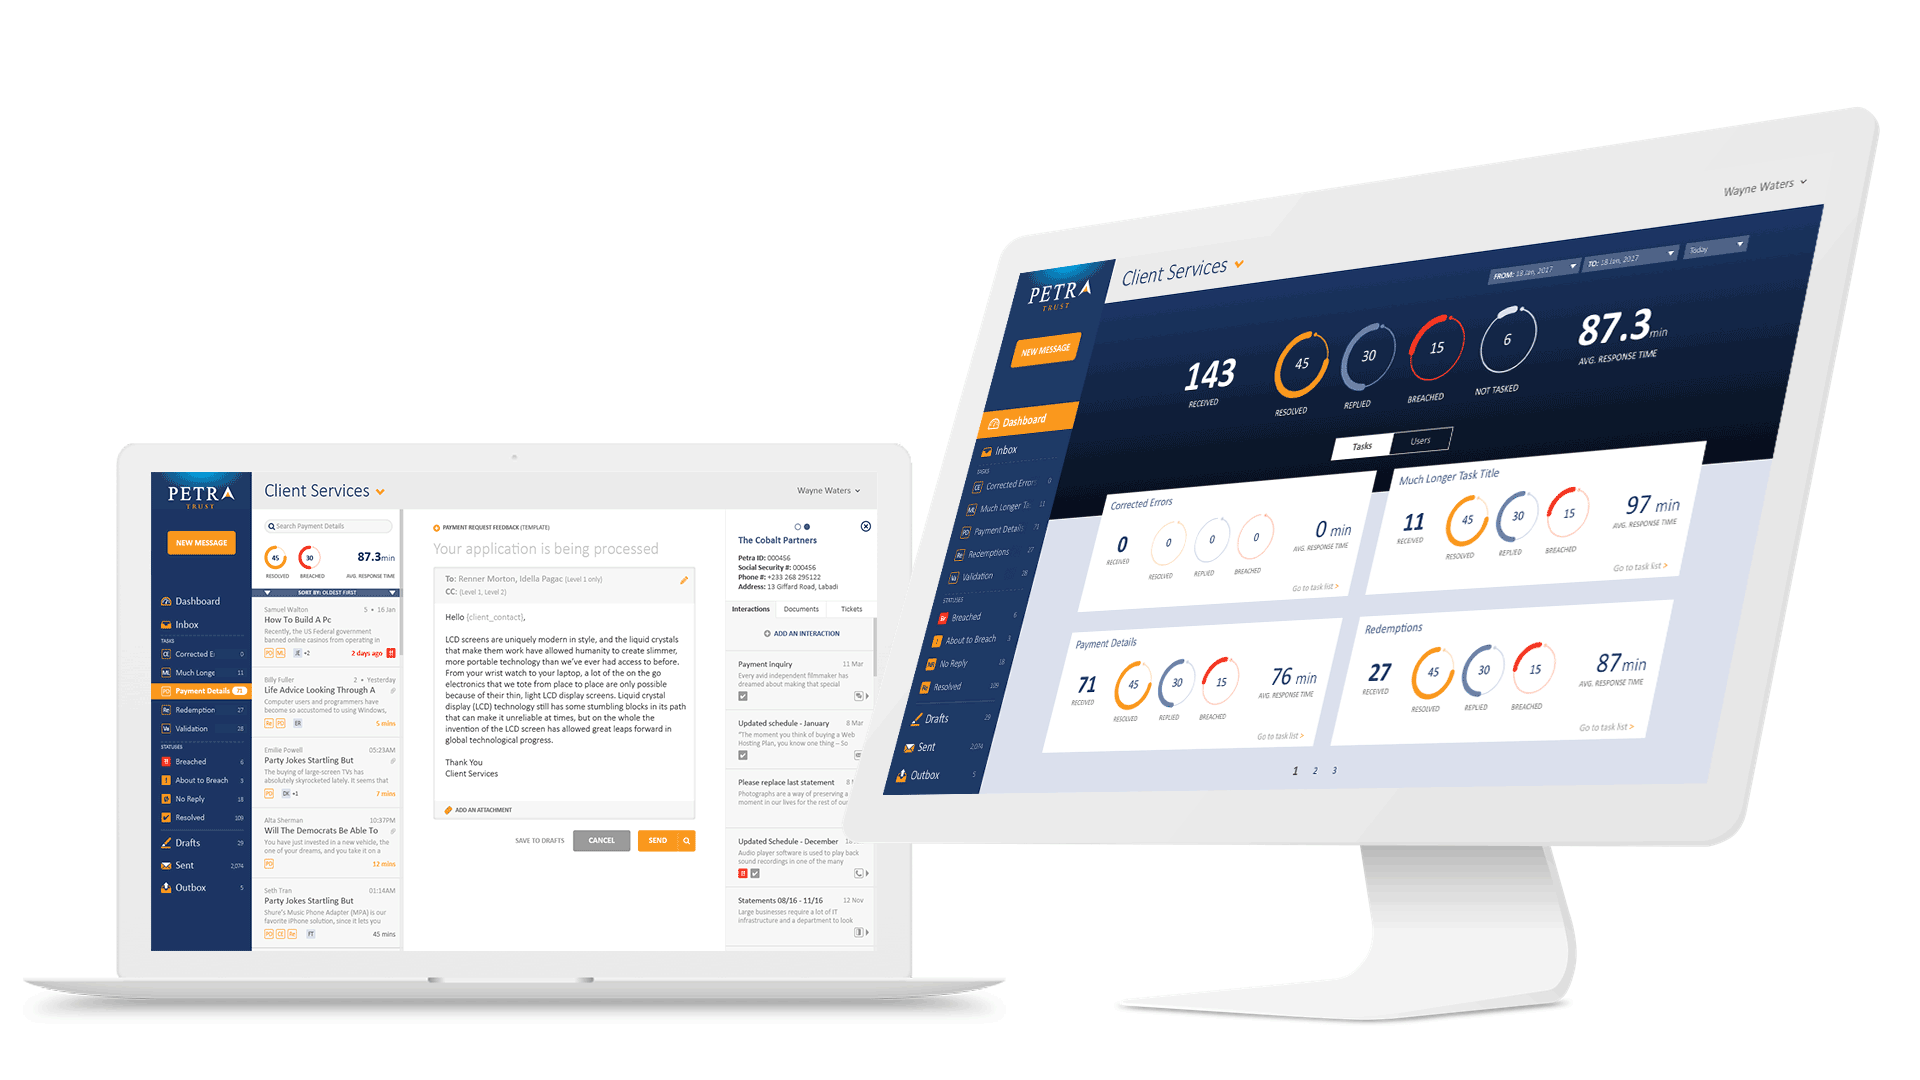 PETRA
TRUST
NEW MESSAGE
Dashboard
Inbox
TASKS
Corrected E 0
ML Much Longe 11
PD Payment Details 71
Re Redemption 27
Va Validation 28
STATUSES
Breached 6
About to Breach 3
No Reply 18
Resolved 109
Drafts 29
Sent 2,074
Outbox 5
Client Services
Wayne Waters
Search Payment Details
45
RESOLVED
30
BREACHED
87.3min
AVG. RESPONSE TIME
SORT BY: OLDEST FIRST
Samuel Walton 5 • 16 Jan
How To Build A Pc
Recently, the US Federal government
banned online casinos from operating in
PD ML JE +2 2 days ago
Billy Fuller 2 • Yesterday
Life Advice Looking Through A
Computer users and programmers have
become so accustomed to using Windows,
Re PD ER 5 mins
Emilie Powell 05:23AM
Party Jokes Startling But
The buying of large-screen TVs has
absolutely skyrocketed lately. It seems that
PD DK +1 7 mins
Alta Sherman 10:37PM
Will The Democrats Be Able To
You have just invested in a new vehicle, the
one of your dreams, and you take it on a
PD 12 mins
Seth Tran 01:14AM
Party Jokes Startling But
Shure's Music Phone Adapter (MPA) is our
favorite iPhone solution, since it lets you
PD CE Re FT 45 mins
PAYMENT REQUEST FEEDBACK (TEMPLATE)
Your application is being processed
To: Renner Morton, Idella Pagac (Level 1 only)
CC: (Level 1, Level 2)
Hello {client_contact},
LCD screens are uniquely modern in style, and the liquid crystals
that make them work have allowed humanity to create slimmer,
more portable technology than we've ever had access to before.
From your wrist watch to your laptop, a lot of the on the go
electronics that we tote from place to place are only possible
because of their thin, light LCD display screens. Liquid crystal
display (LCD) technology still has some stumbling blocks in its path
that can make it unreliable at times, but on the whole the
invention of the LCD screen has allowed great leaps forward in
global technological progress.
Thank You
Client Services
ADD AN ATTACHMENT
SAVE TO DRAFTS
CANCEL
SEND
The Cobalt Partners
Petra ID: 000456
Social Security #: 000456
Phone #: +233 268 295122
Address: 13 Giffard Road, Labadi
Interactions Documents Tickets
ADD AN INTERACTION
Payment inquiry 11 Mar
Every avid independent filmmaker has
dreamed about making that special
Updated schedule - January 8 Mar
"The moment you think of buying a Web
Hosting Plan, you know one thing – So
Please replace last statement 8
Photographs are a way of preserving a
moment in our lives for the rest of our
Updated Schedule - December
Audio player software is used to play back
sound recordings in one of the many
Statements 08/16 - 11/16 12 Nov
Large businesses require a lot of IT
infrastructure and a department to look
PETRA
TRUST
NEW MESSAGE
Dashboard
Inbox
TASKS
CE Corrected Error 0
ML Much Longer Ta 11
PD Payment Details 71
Re Redemptions 27
Va Validation 28
STATUSES
Breached 6
About to Breach 3
No Reply 18
Resolved 109
Drafts 29
Sent 2,074
Outbox 5
Client Services
Wayne Waters
FROM: 18 Jan, 2017
TO: 18 Jan, 2017
Today
143
RECEIVED
45
RESOLVED
30
REPLIED
15
BREACHED
6
NOT TASKED
87.3min
AVG. RESPONSE TIME
Tasks Users
Corrected Errors
0
RECEIVED
0
RESOLVED
0
REPLIED
0
BREACHED
0 min
AVG. RESPONSE TIME
Go to task list >
Much Longer Task Title
11
RECEIVED
45
RESOLVED
30
REPLIED
15
BREACHED
97 min
AVG. RESPONSE TIME
Go to task list >
Payment Details
71
RECEIVED
45
RESOLVED
30
REPLIED
15
BREACHED
76 min
AVG. RESPONSE TIME
Go to task list >
Redemptions
27
RECEIVED
45
RESOLVED
30
REPLIED
15
BREACHED
87min
AVG. RESPONSE TIME
Go to task list >
1 2 3